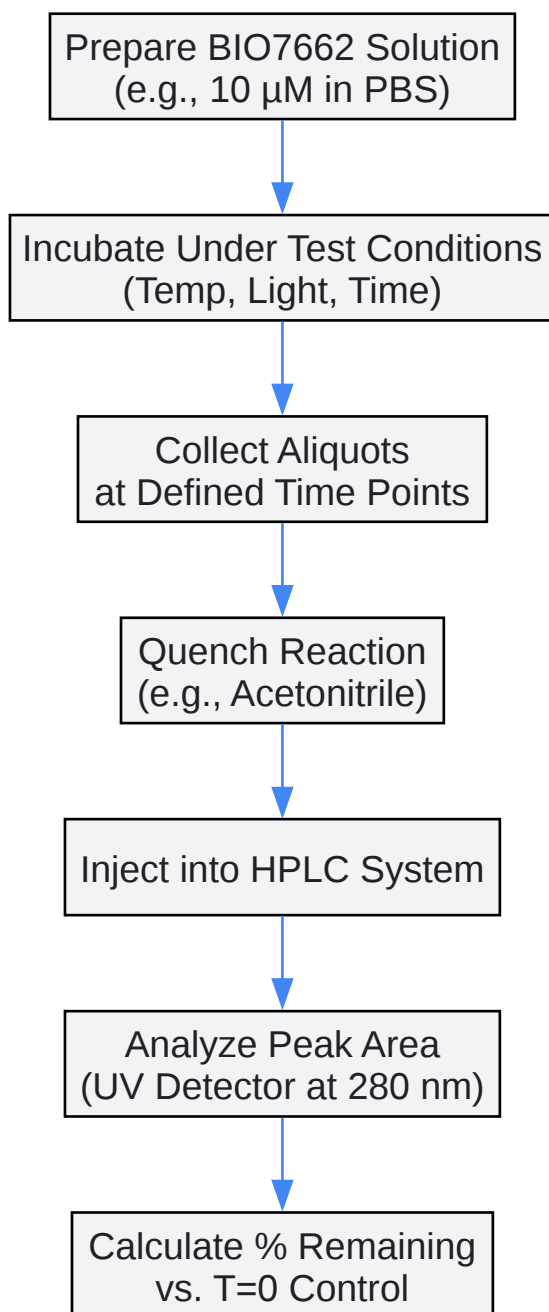 Prepare BIO7662 Solution
(e.g., 10 µM in PBS)
Incubate Under Test Conditions
(Temp, Light, Time)
Collect Aliquots
at Defined Time Points
Quench Reaction
(e.g., Acetonitrile)
Inject into HPLC System
Analyze Peak Area
(UV Detector at 280 nm)
Calculate % Remaining
vs. T=0 Control